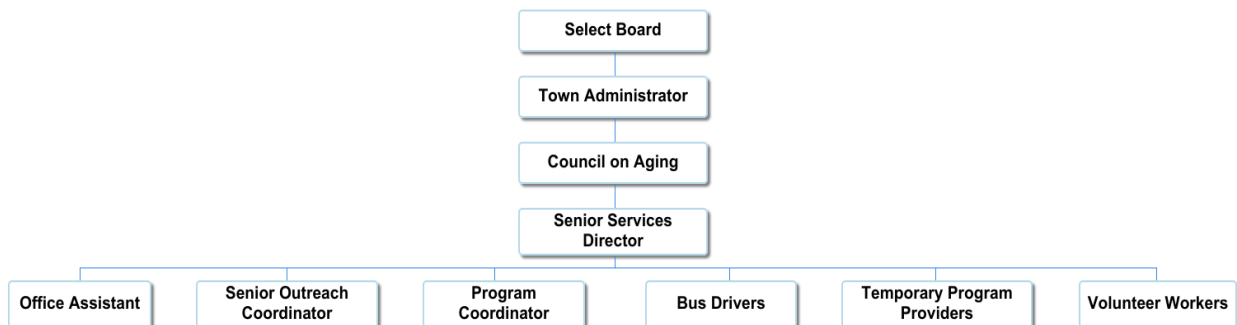 Select Board
Town Administrator
Council on Aging
Senior Services
Director
Office Assistant
Senior Outreach
Coordinator
Program
Coordinator
Bus Drivers
Temporary Program
Providers
Volunteer Workers